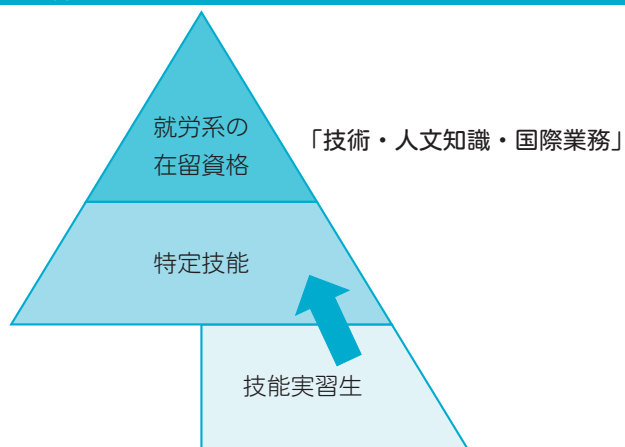 就労系の
在留資格
「技術・人文知識・国際業務」
特定技能
技能実習生